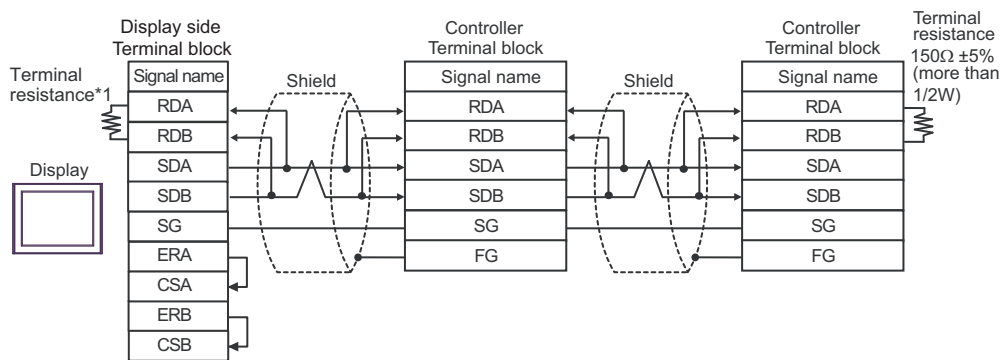 Display side
Terminal block
Signal name
RDA
RDB
SDA
SDB
SG
ERA
CSA
ERB
CSB
Terminal
resistance*1
Display
Shield
Controller
Terminal block
Signal name
RDA
RDB
SDA
SDB
SG
FG
Shield
Controller
Terminal block
Signal name
RDA
RDB
SDA
SDB
SG
FG
Terminal
resistance
150Ω ±5%
(more than
1/2W)